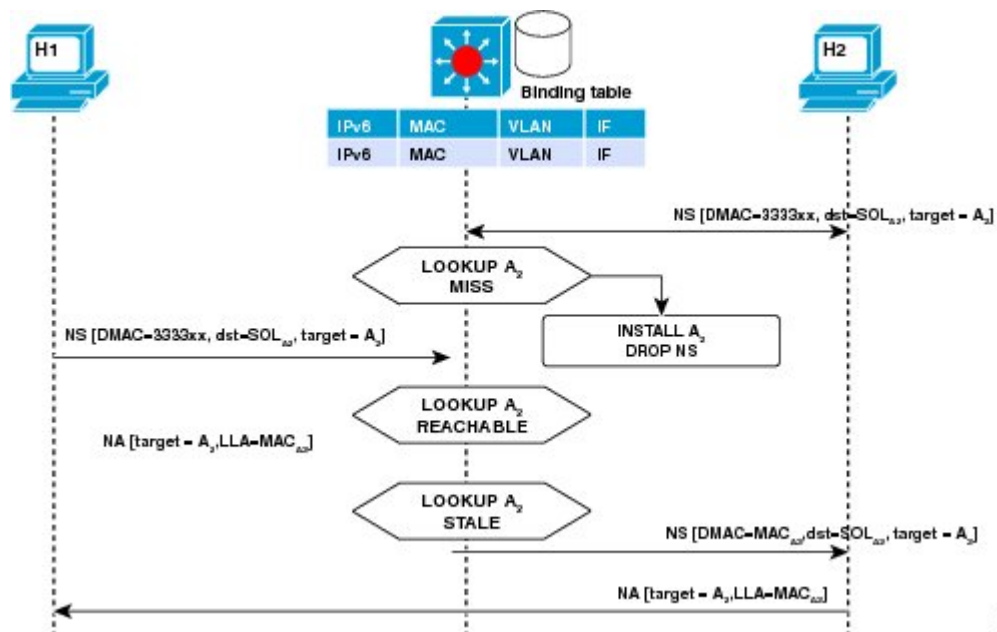 H1
H2
Binding table
IPv6 MAC VLAN IF
IPv6 MAC VLAN IF
NS [DMAC=3333xx, dst=SOLA2, target = A2]
LOOKUP A2
MISS
NS [DMAC=3333xx, dst=SOLA2, target = A2]
INSTALL A2
DROP NS
LOOKUP A2
REACHABLE
NA [target = A2,LLA=MACA2]
LOOKUP A2
STALE
NS [DMAC=MACA2,dst=SOLA2, target = A2]
NA [target = A2,LLA=MACA2]